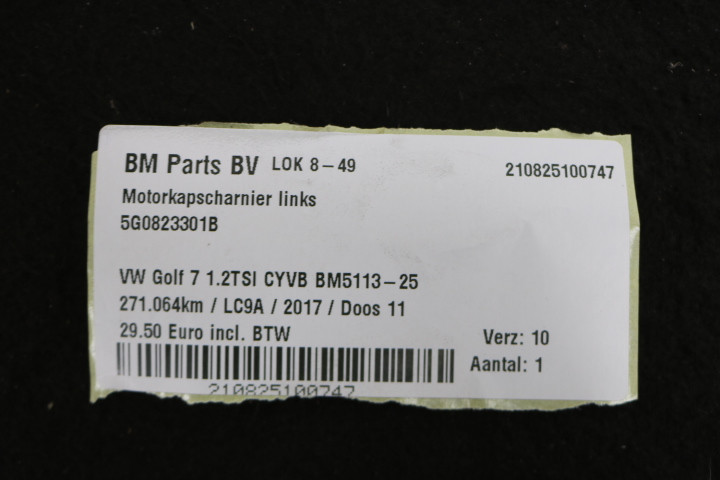 BM Parts BV LOK 8-49 210825100747
Motorkapscharnier links
5G0823301B
VW Golf 7 1.2TSI CYVB BM5113-25
271.064km / LC9A / 2017 / Doos 11
29.50 Euro incl. BTW Verz: 10
Aantal: 1
210825100747